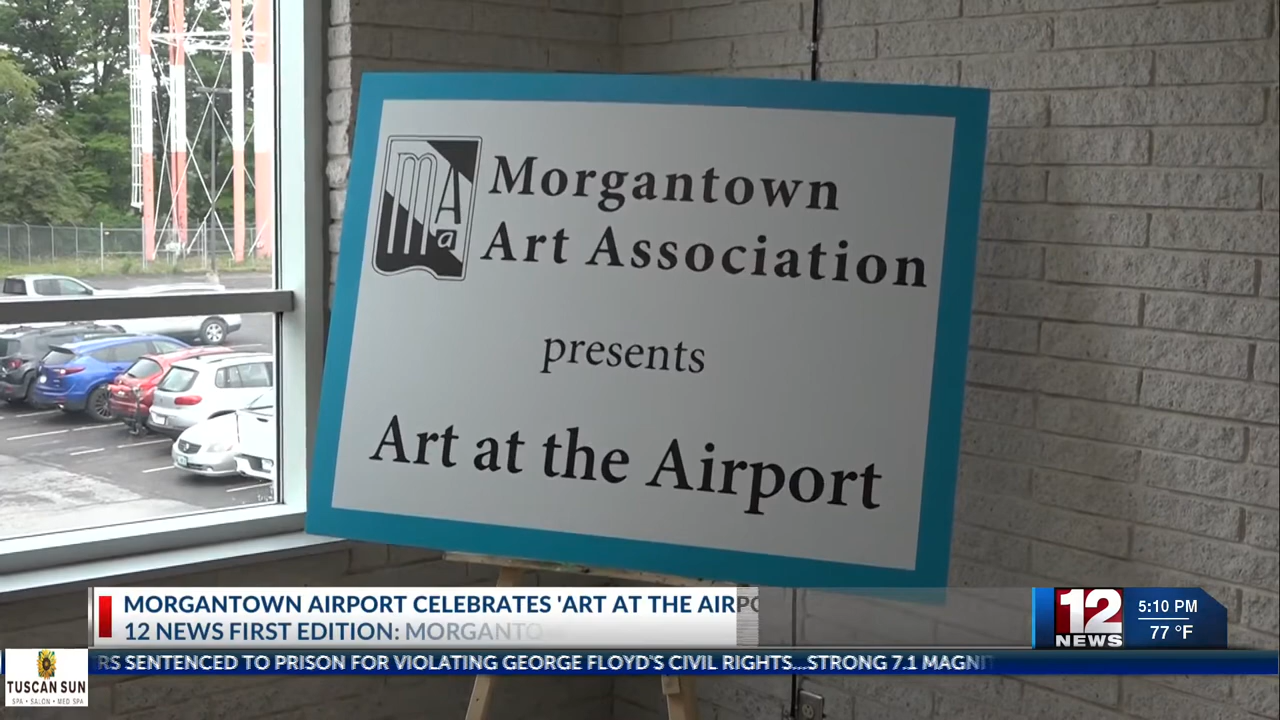 mAa
Morgantown
Art Association
presents
Art at the Airport
MORGANTOWN AIRPORT CELEBRATES 'ART AT THE AIRPO
12 NEWS FIRST EDITION: MORGANTO
12
NEWS
5:10 PM
77 °F
RS SENTENCED TO PRISON FOR VIOLATING GEORGE FLOYD'S CIVIL RIGHTS...STRONG 7.1 MAGNIT
TUSCAN SUN
SPA • SALON • MED SPA